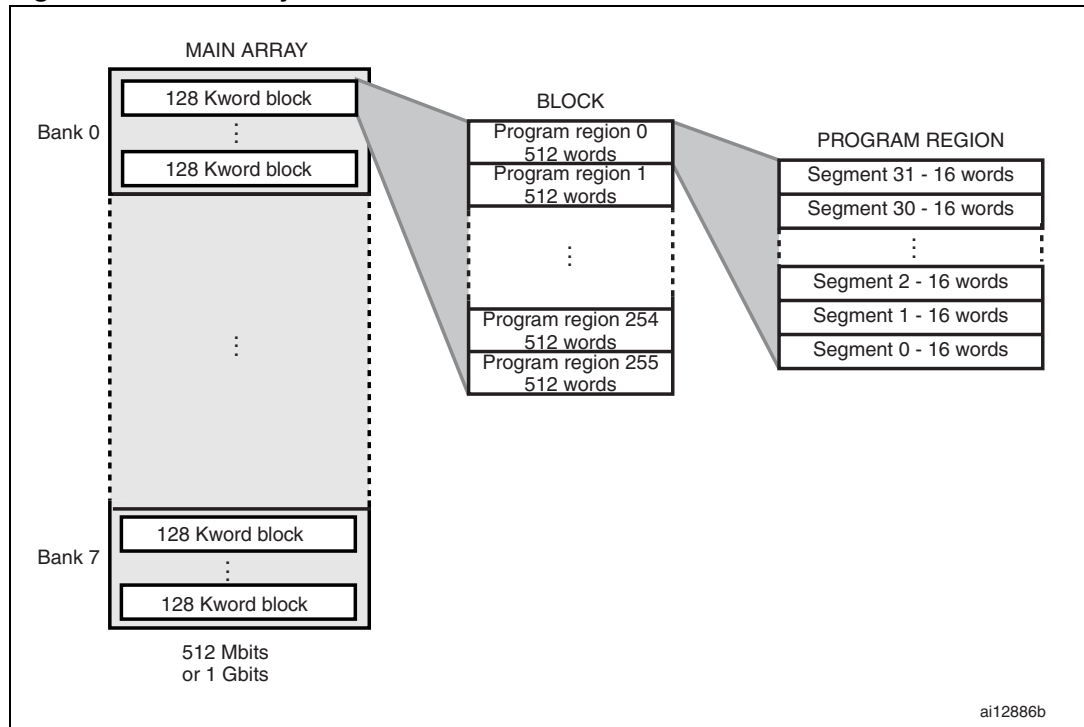 MAIN ARRAY
Bank 0
128 Kword block
128 Kword block
Bank 7
128 Kword block
128 Kword block
512 Mbits
or 1 Gbits
BLOCK
Program region 0
512 words
Program region 1
512 words
Program region 254
512 words
Program region 255
512 words
PROGRAM REGION
Segment 31 - 16 words
Segment 30 - 16 words
Segment 2 - 16 words
Segment 1 - 16 words
Segment 0 - 16 words
ai12886b